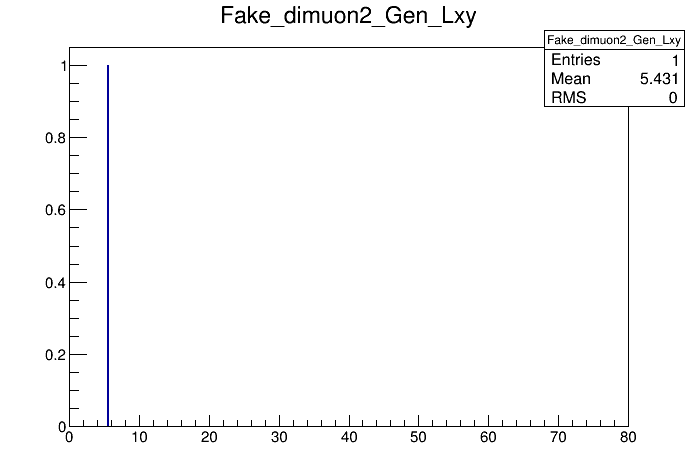 Fake_dimuon2_Gen_Lxy
Fake_dimuon2_Gen_Lxy
Entries 1
Mean 5.431
RMS 0
1
0.8
0.6
0.4
0.2
0
0 10 20 30 40 50 60 70 80